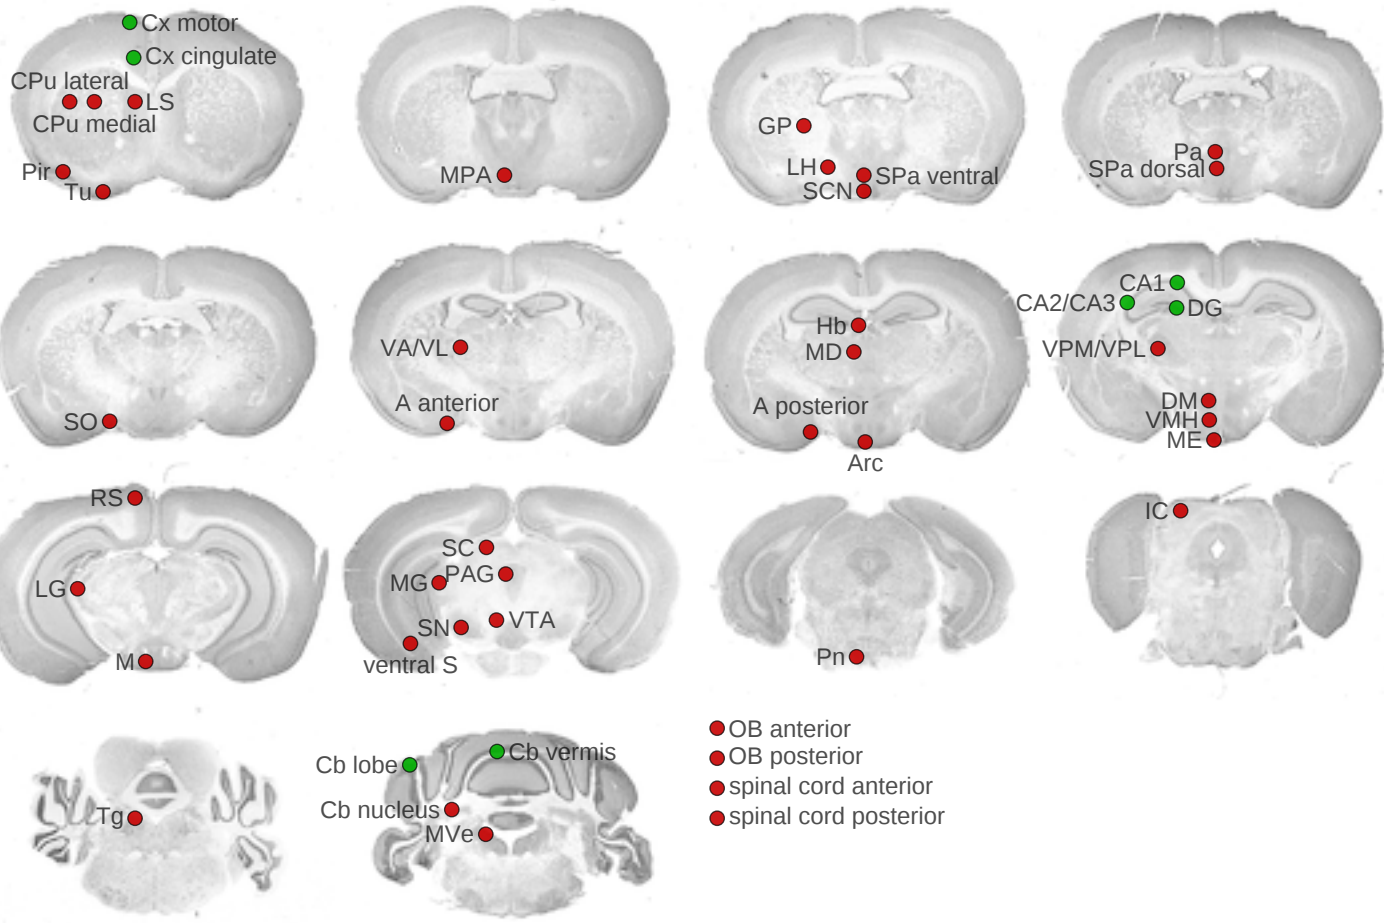 Cx motor
Cx cingulate
CPu lateral
LS
CPu medial
Pir
Tu
MPA
GP
LH
SPa ventral
SCN
Pa
SPa dorsal
SO
VA/VL
A anterior
Hb
MD
A posterior
Arc
CA1
CA2/CA3
DG
VPM/VPL
DM
VMH
ME
RS
LG
M
SC
MG
PAG
SN
VTA
ventral S
Pn
IC
Tg
Cb lobe
Cb vermis
Cb nucleus
MVe
OB anterior
OB posterior
spinal cord anterior
spinal cord posterior